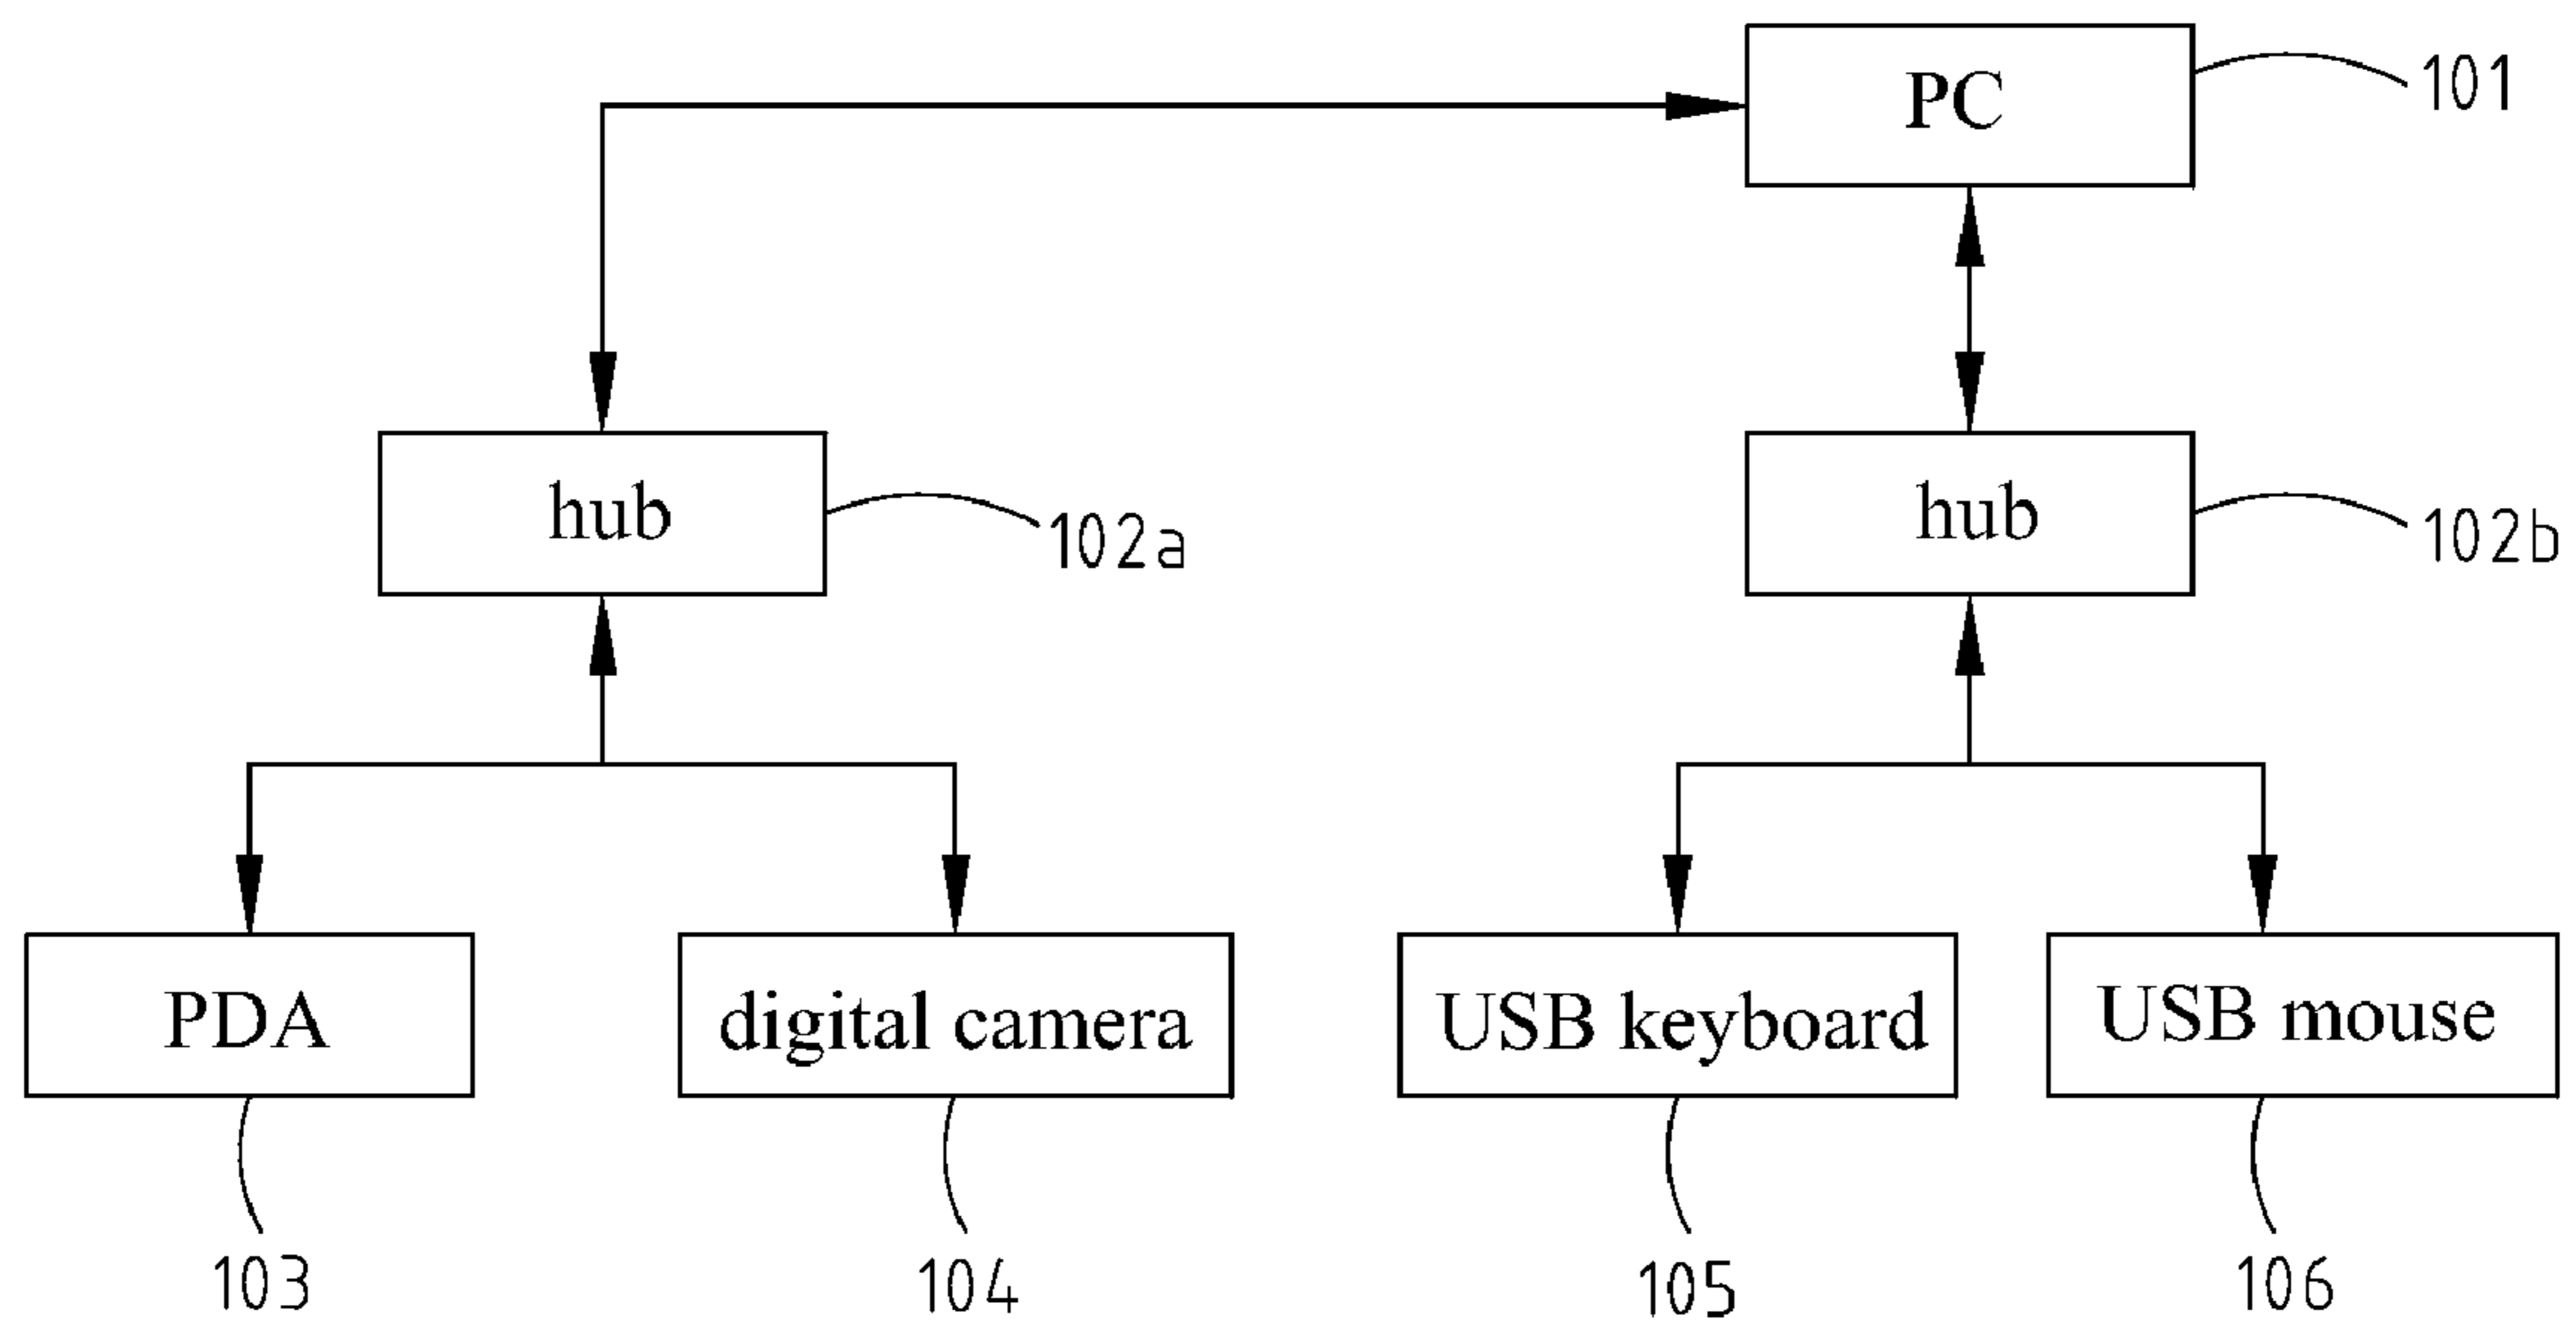 PC
101
hub
102a
hub
102b
PDA
digital camera
USB keyboard
USB mouse
103
104
105
106